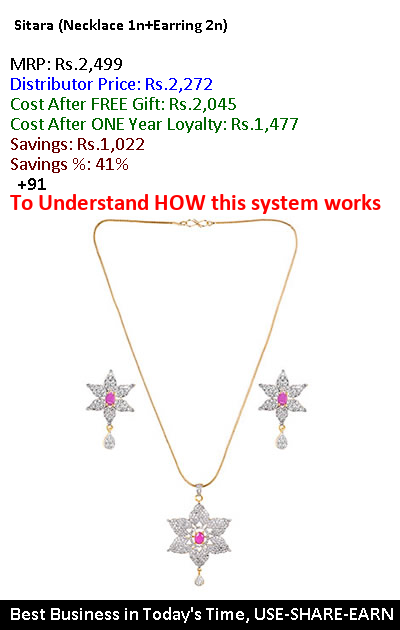 Sitara (Necklace 1n+Earring 2n)
MRP: Rs.2,499
Distributor Price: Rs.2,272
Cost After FREE Gift: Rs.2,045
Cost After ONE Year Loyalty: Rs.1,477
Savings: Rs.1,022
Savings %: 41%
+91
To Understand HOW this system works
Best Business in Today's Time, USE-SHARE-EARN